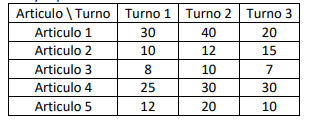 Articulo \ Turno Turno 1 Turno 2 Turno 3
Articulo 1 30 40 20
Articulo 2 10 12 15
Articulo 3 8 10 7
Articulo 4 25 30 30
Articulo 5 12 20 10